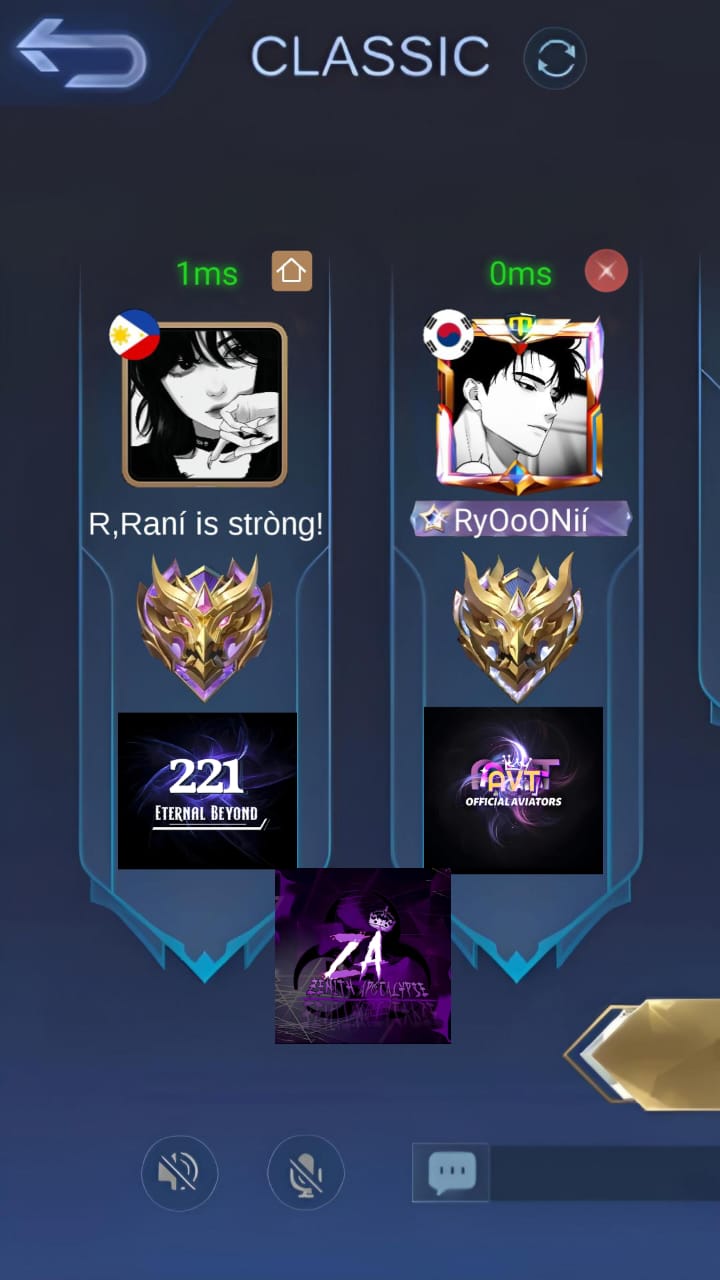 CLASSIC
1ms
0ms
R,Raní is stròng!
RyOoONií
221
ETERNAL BEYOND
AVT
OFFICIAL AVIATORS
ZA
ZENITH APOCALYPSE